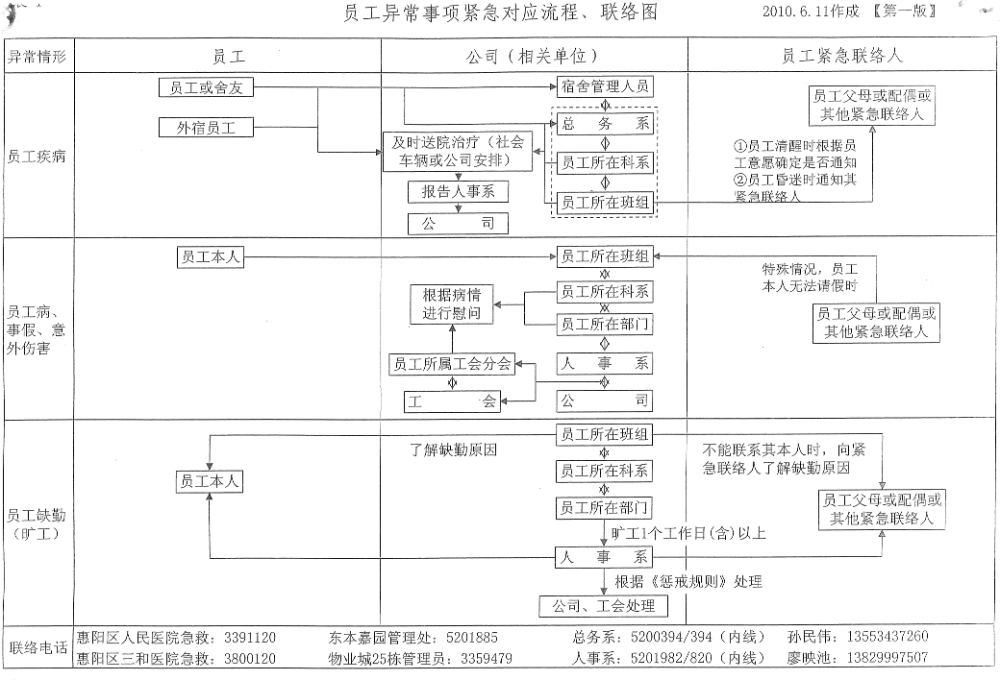 员工异常事项紧急对应流程、联络图
2010.6.11作成 【第一版】
异常情形
员工
公司（相关单位）
员工紧急联络人
员工疾病
员工或舍友
外宿员工
宿舍管理人员
总 务 系
员工所在科系
员工所在班组
及时送院治疗（社会
车辆或公司安排）
报告人事系
公 司
员工父母或配偶或
其他紧急联络人
①员工清醒时根据员
工意愿确定是否通知
②员工昏迷时通知其
紧急联络人
员工病、
事假、意
外伤害
员工本人
员工所在班组
员工所在科系
员工所在部门
人 事 系
公 司
根据病情
进行慰问
员工所属工会分会
工 会
特殊情况，员工
本人无法请假时
员工父母或配偶或
其他紧急联络人
员工缺勤
（旷工）
员工本人
了解缺勤原因
员工所在班组
员工所在科系
员工所在部门
旷工1个工作日(含)以上
人 事 系
根据《惩戒规则》处理
公司、工会处理
不能联系其本人时，向紧
急联络人了解缺勤原因
员工父母或配偶或
其他紧急联络人
联络电话
惠阳区人民医院急救：3391120 东本嘉园管理处：5201885 总务系：5200394/394（内线） 孙民伟：13553437260
惠阳区三和医院急救：3800120 物业城25栋管理员：3359479 人事系：5201982/820（内线） 廖映池：13829997507